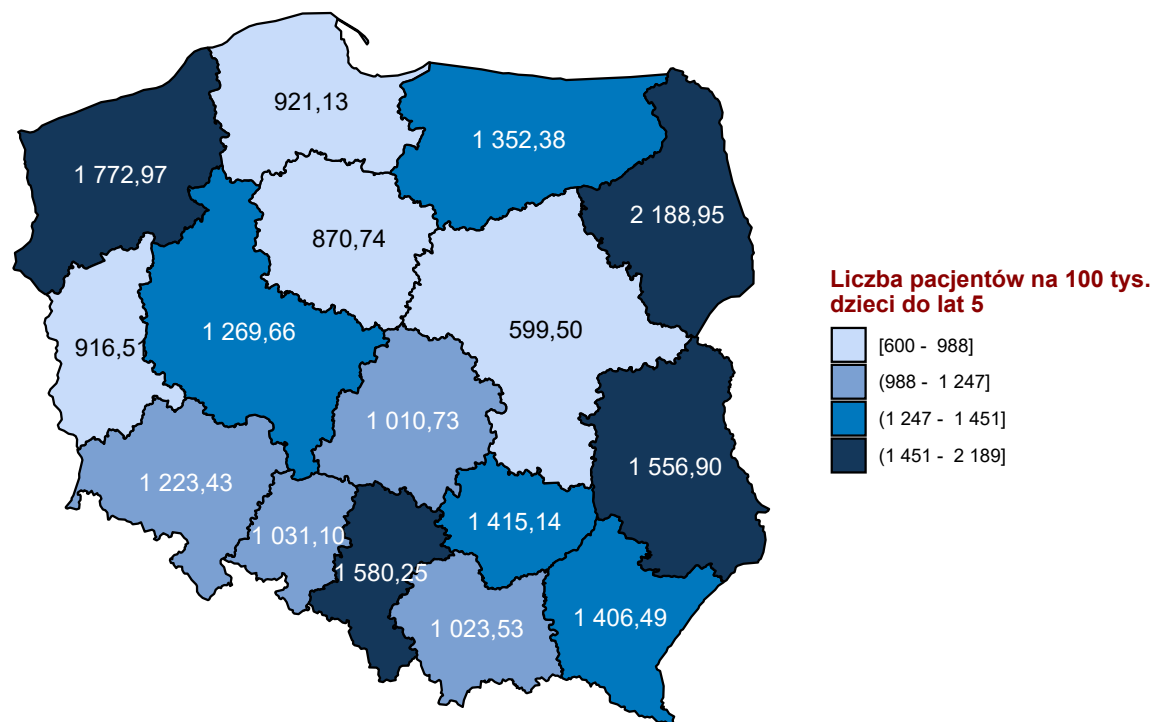 921,13
1 352,38
1 772,97
2 188,95
870,74
1 269,66
599,50
916,51
1 010,73
1 556,90
1 223,43
1 415,14
1 031,10
1 580,25
1 406,49
1 023,53
Liczba pacjentów na 100 tys.
dzieci do lat 5
[600 - 988]
(988 - 1 247]
(1 247 - 1 451]
(1 451 - 2 189]